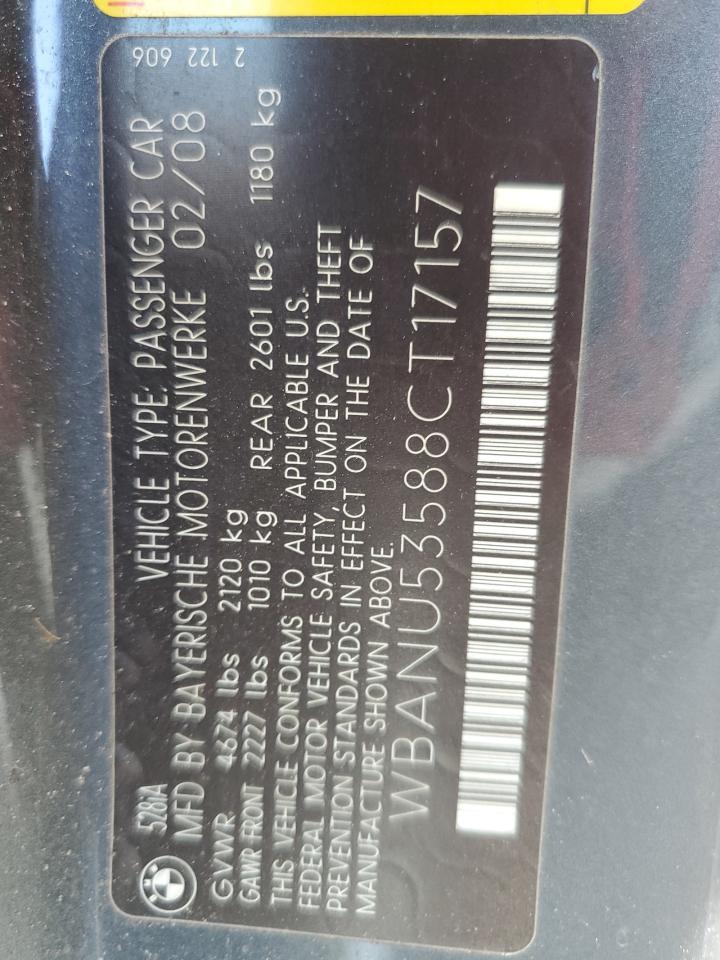 528iA
VEHICLE TYPE: PASSENGER CAR
2 122 606
MFD BY BAYERISCHE MOTORENWERKE 02/08
GVWR 4674 lbs 2120 kg
GAWR FRONT 2227 lbs 1010 kg REAR 2601 lbs 1180 kg
THIS VEHICLE CONFORMS TO ALL APPLICABLE U.S.
FEDERAL MOTOR VEHICLE SAFETY, BUMPER AND THEFT
PREVENTION STANDARDS IN EFFECT ON THE DATE OF
MANUFACTURE SHOWN ABOVE.
WBANU53588CT17157